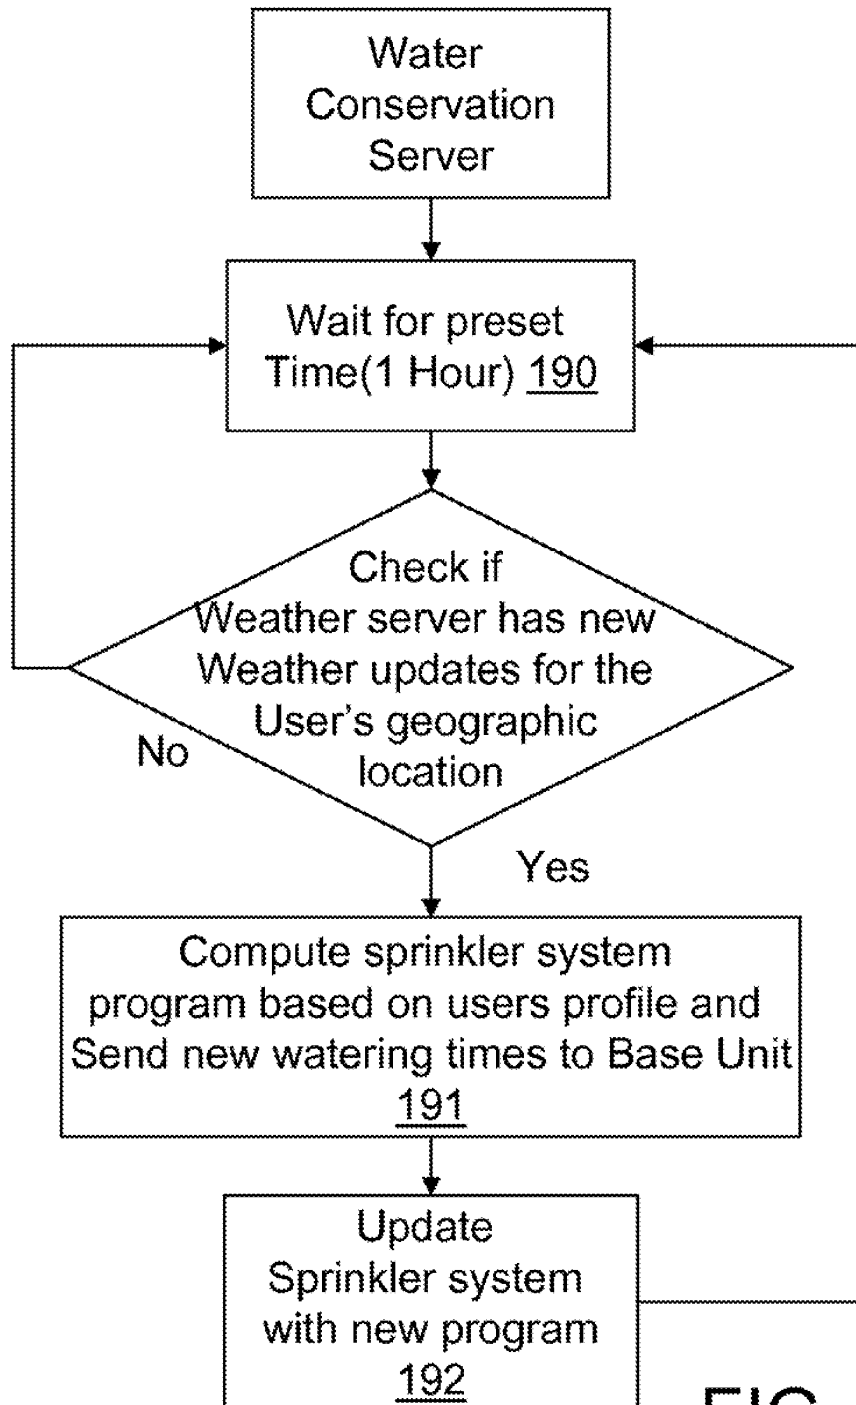 Water
Conservation
Server
Wait for preset
Time(1 Hour) 190
Check if
Weather server has new
Weather updates for the
User's geographic
location
No
Yes
Compute sprinkler system
program based on users profile and
Send new watering times to Base Unit
191
Update
Sprinkler system
with new program
192